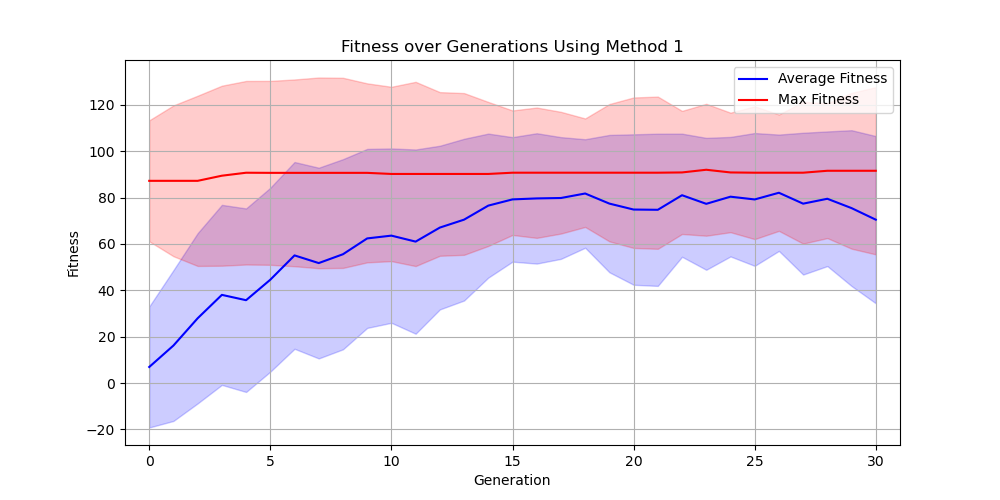 Fitness over Generations Using Method 1
Average Fitness
Max Fitness
120
100
80
60
40
20
0
−20
Fitness
0 5 10 15 20 25 30
Generation